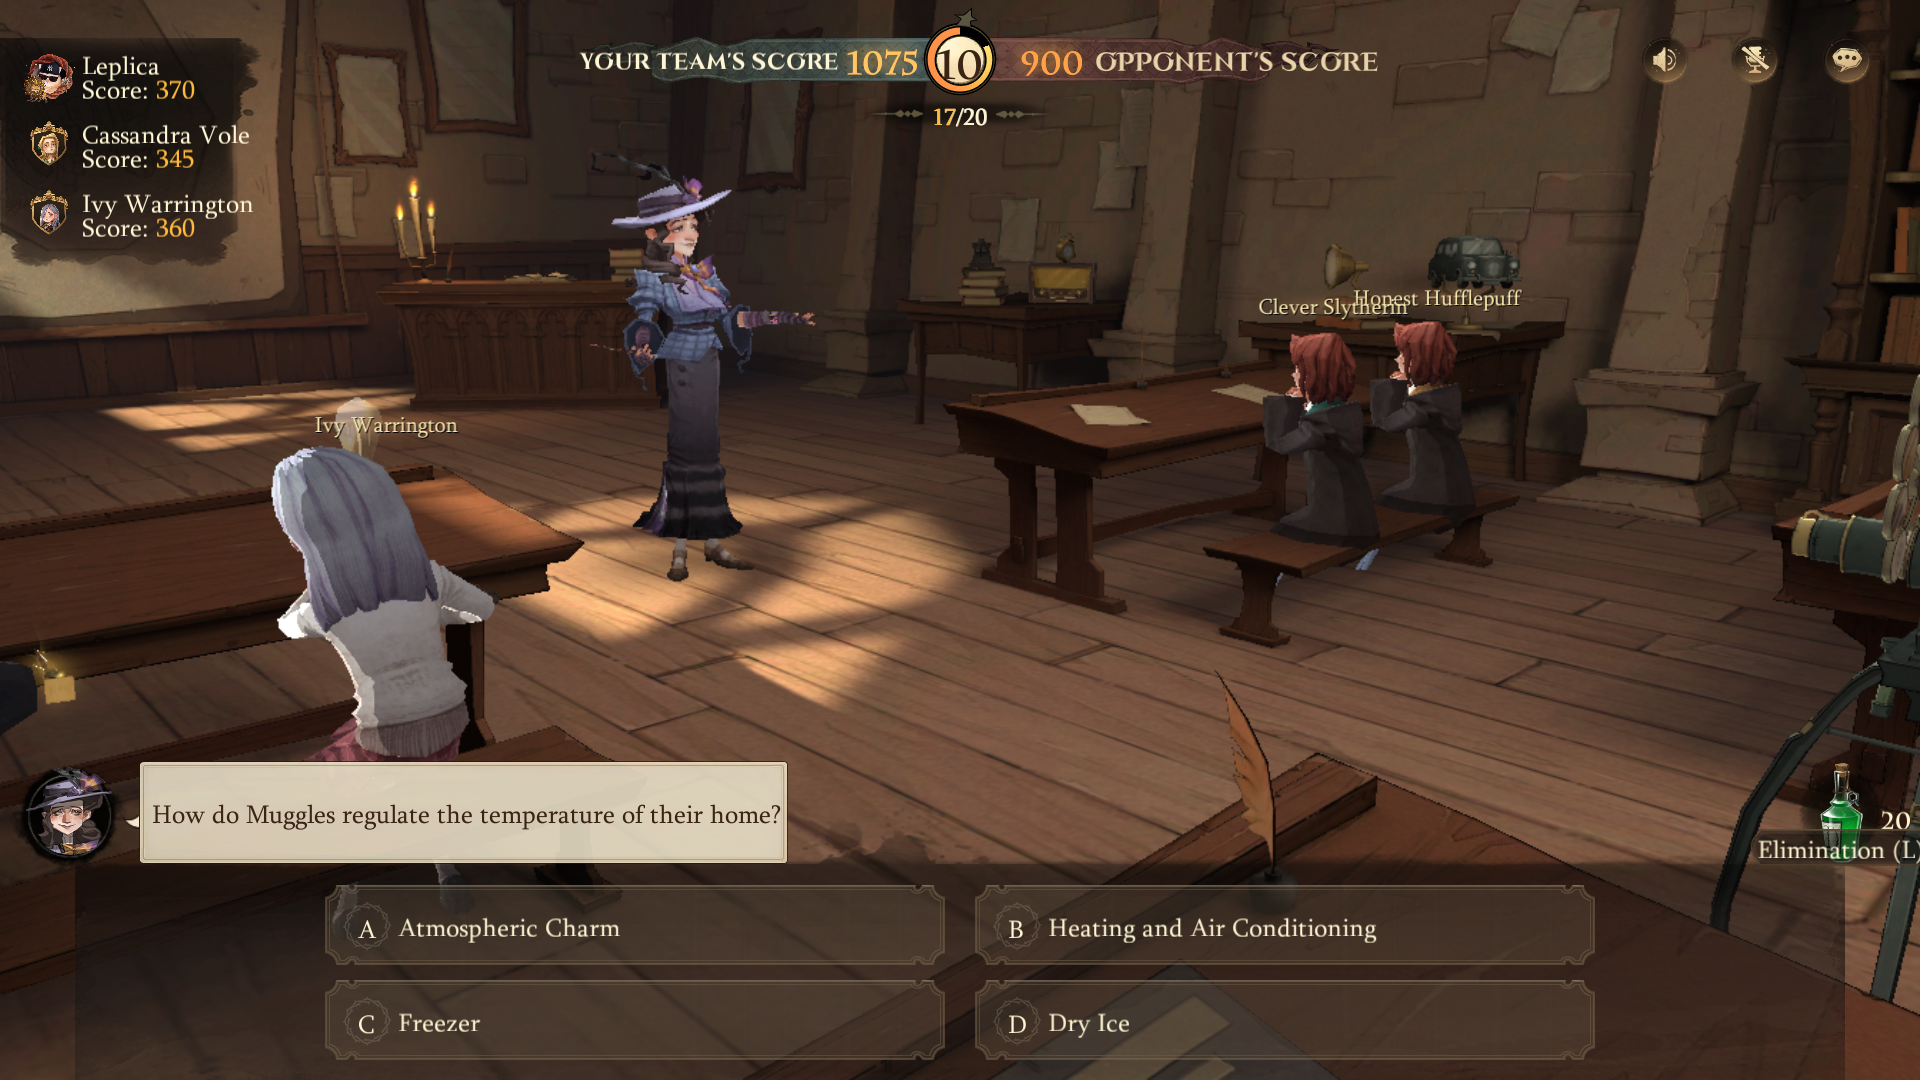 Leplica
Score: 370
Cassandra Vole
Score: 345
Ivy Warrington
Score: 360
YOUR TEAM'S SCORE 1075 10 900 OPPONENT'S SCORE
17/20
Clever Slytherin
Honest Hufflepuff
Ivy Warrington
How do Muggles regulate the temperature of their home?
20
Elimination (L)
A Atmospheric Charm
B Heating and Air Conditioning
C Freezer
D Dry Ice